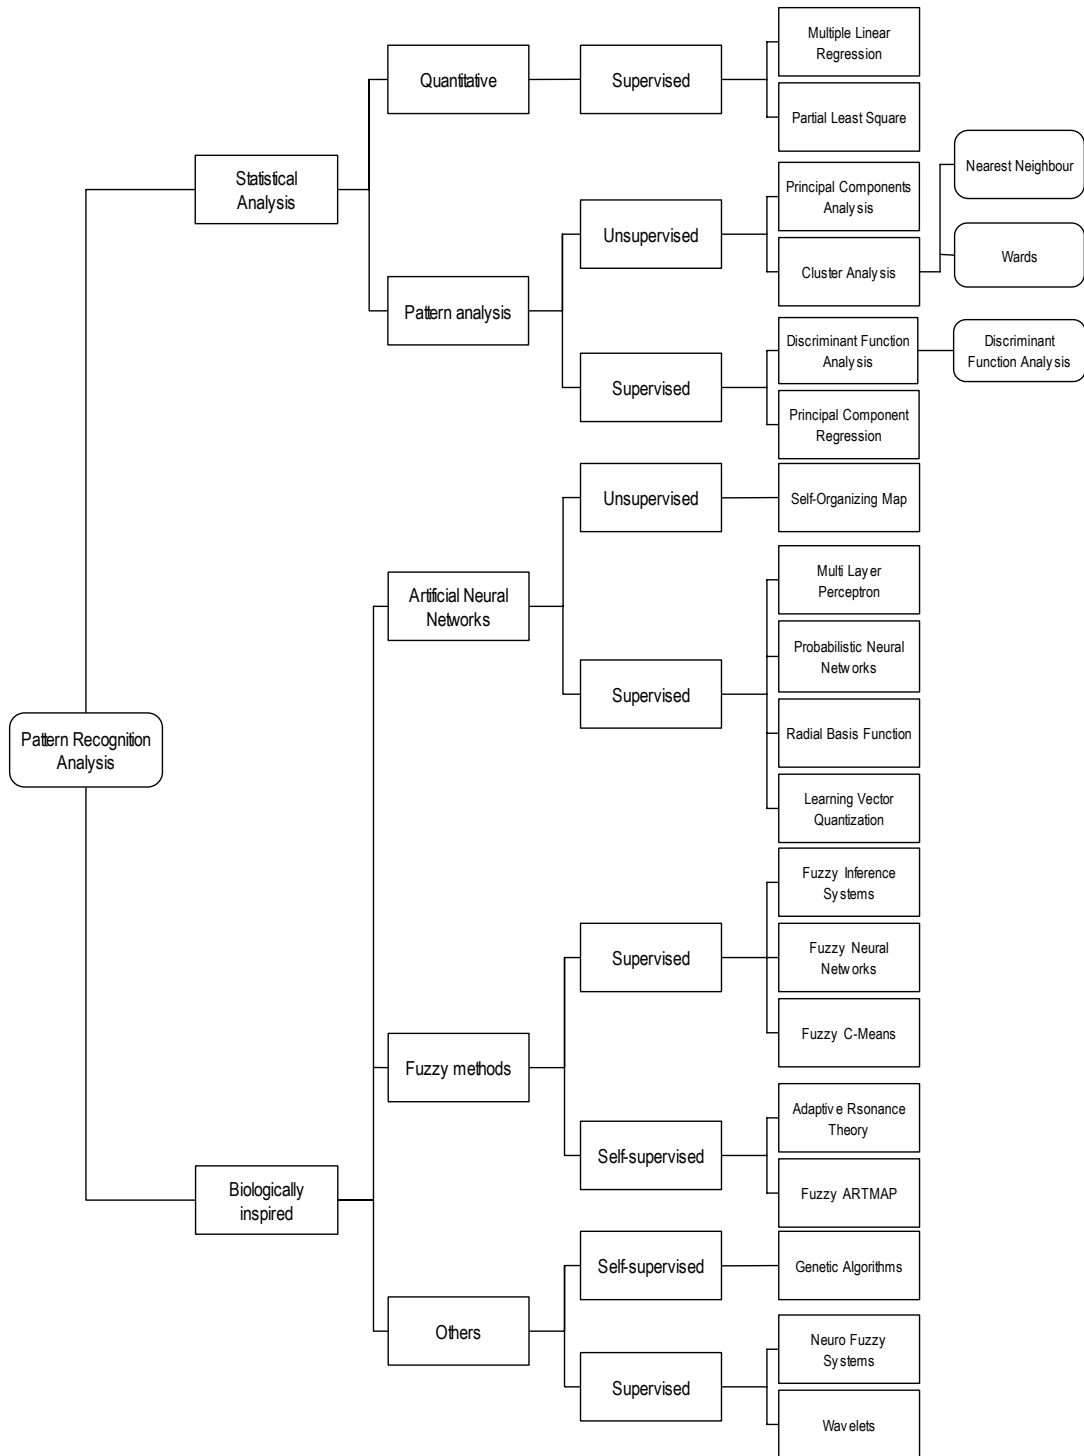 Multiple Linear
Regression
Quantitative
Supervised
Partial Least Square
Nearest Neighbour
Statistical
Analysis
Principal Components
Analysis
Unsupervised
Cluster Analysis
Wards
Pattern analysis
Discriminant Function
Analysis
Discriminant
Function Analysis
Supervised
Principal Component
Regression
Unsupervised
Self-Organizing Map
Multi Layer
Perceptron
Artificial Neural
Networks
Probabilistic Neural
Networks
Supervised
Pattern Recognition
Analysis
Radial Basis Function
Learning Vector
Quantization
Fuzzy Inference
Systems
Supervised
Fuzzy Neural
Networks
Fuzzy C-Means
Fuzzy methods
Adaptive Rsonance
Theory
Self-supervised
Fuzzy ARTMAP
Biologically
inspired
Self-supervised
Genetic Algorithms
Others
Neuro Fuzzy
Systems
Supervised
Wavelets